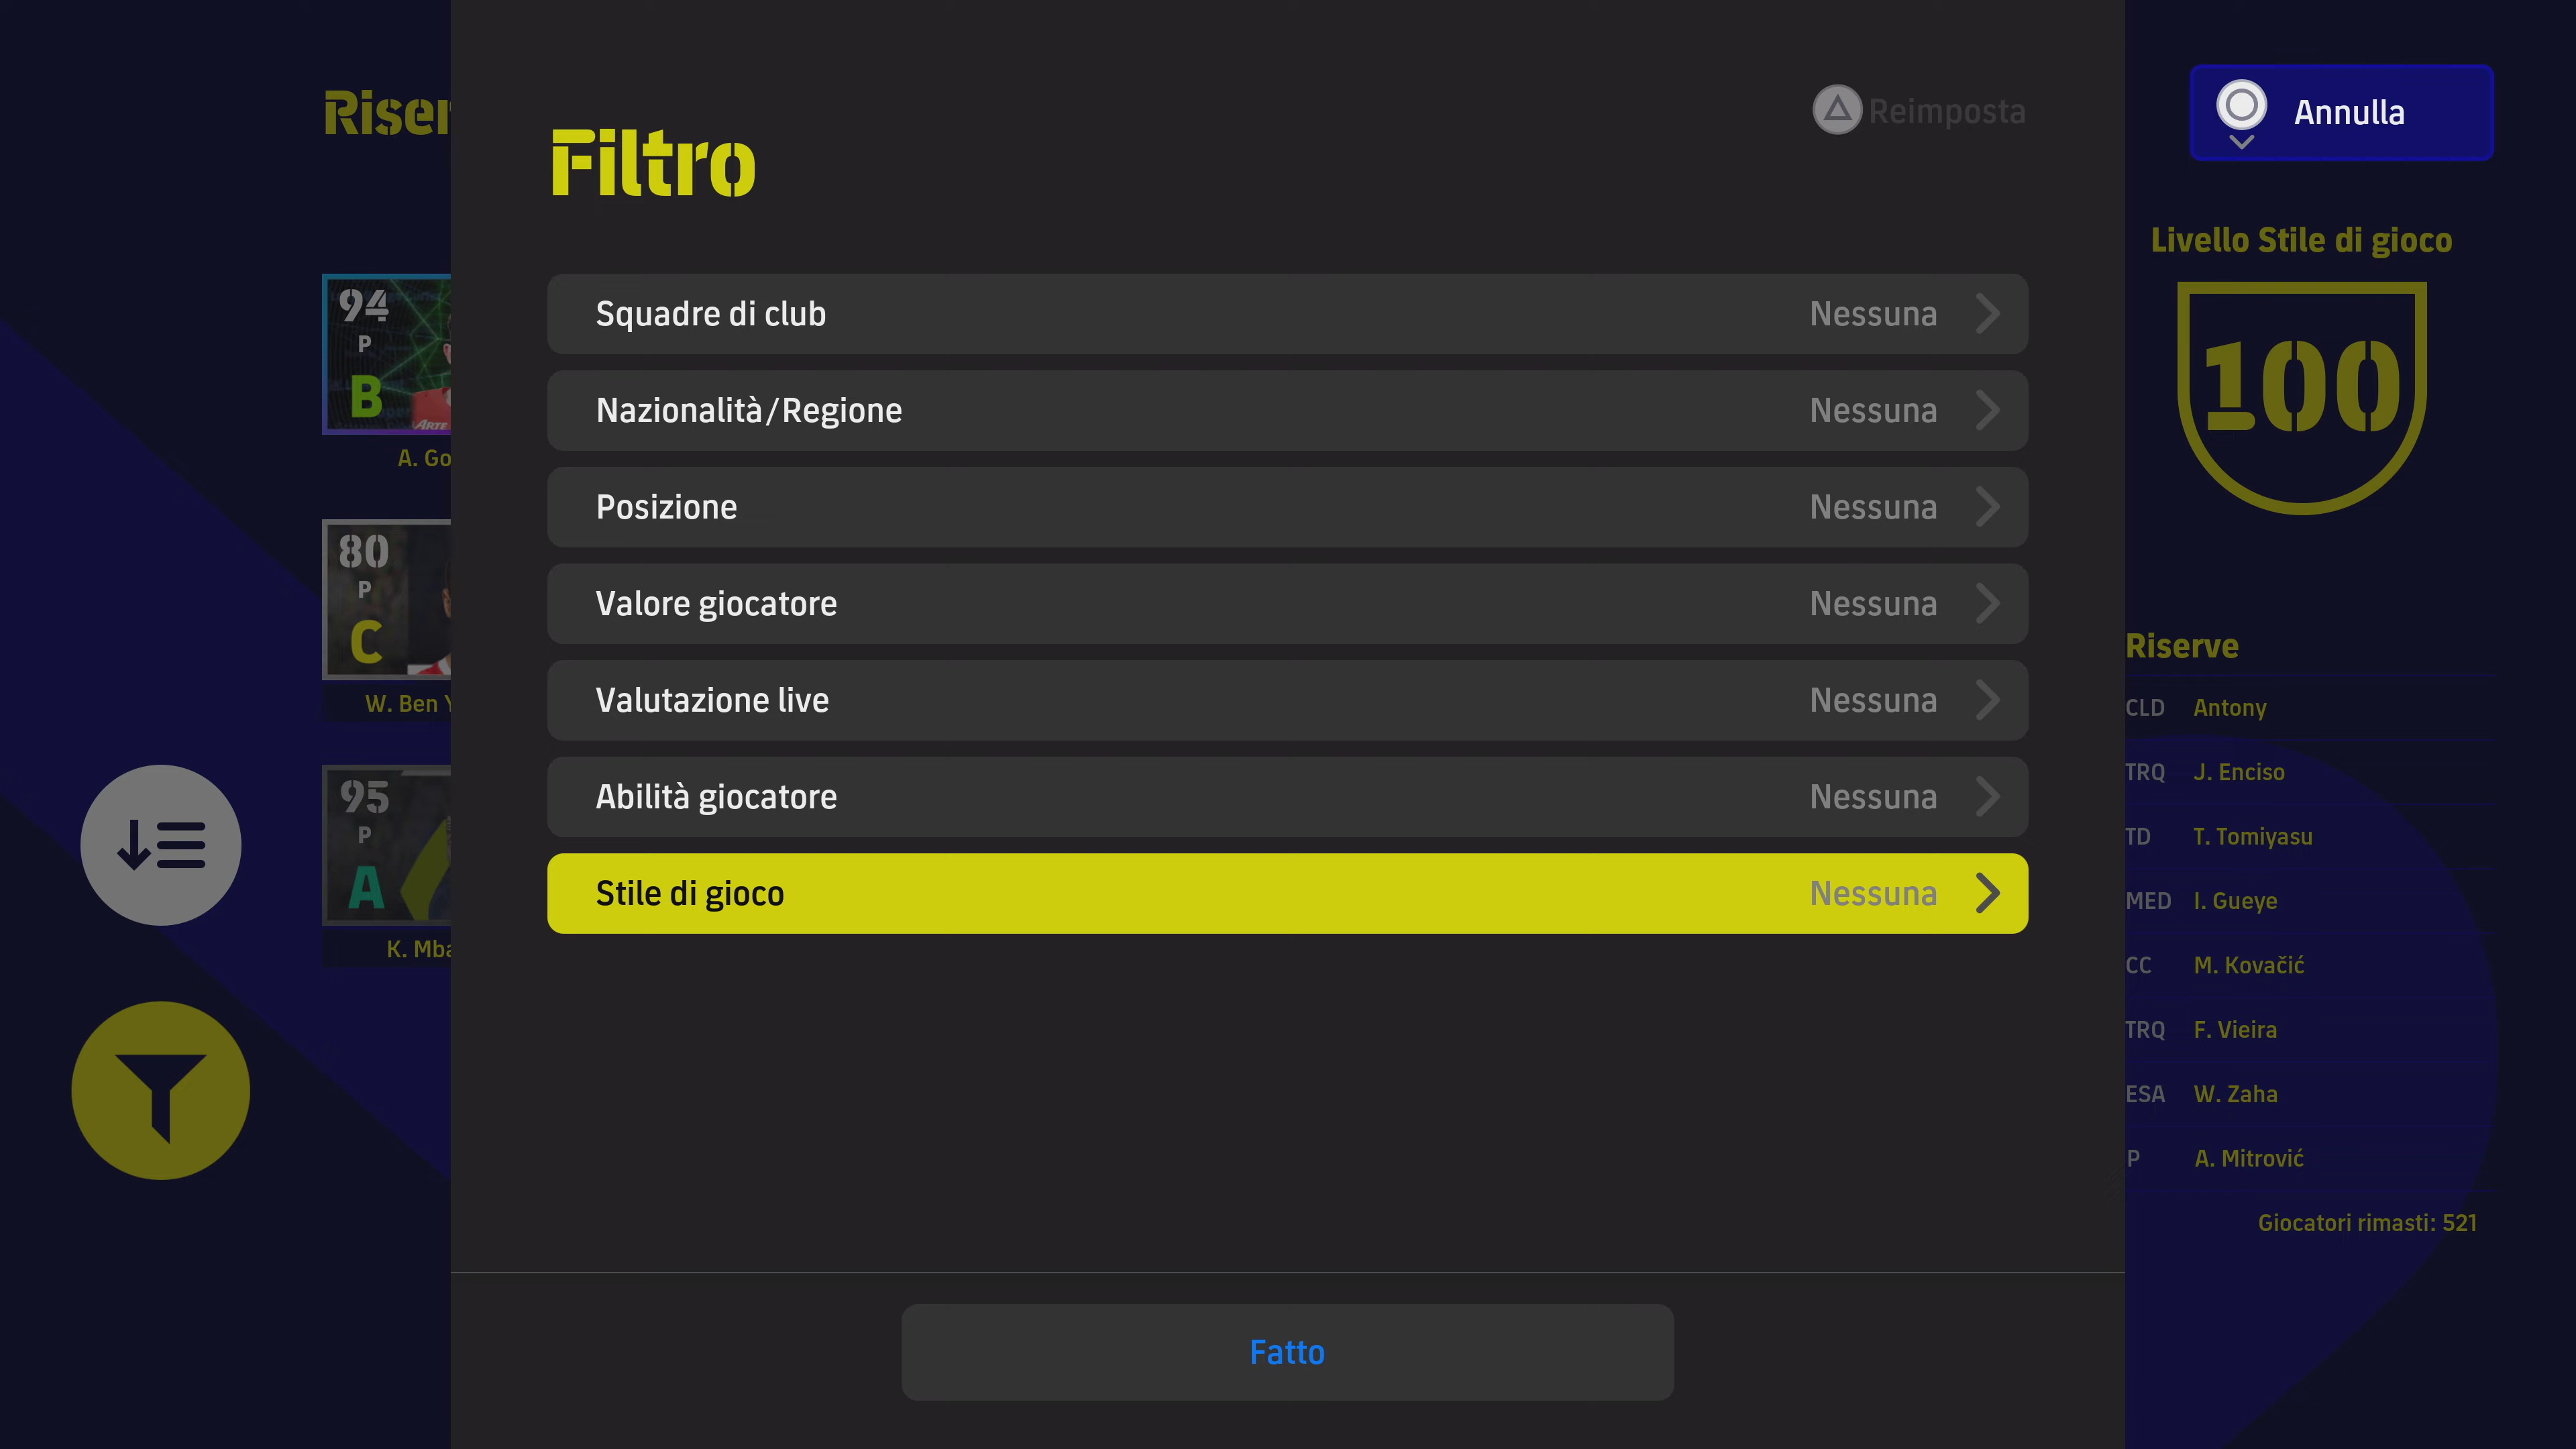 Riser
Filtro
Reimposta
Annulla
Livello Stile di gioco
100
94
P
B
A. Go
80
P
C
W. Ben Y
95
P
A
K. Mba
Squadre di club Nessuna
Nazionalità/Regione Nessuna
Posizione Nessuna
Valore giocatore Nessuna
Valutazione live Nessuna
Abilità giocatore Nessuna
Stile di gioco Nessuna
Riserve
CLD Antony
TRQ J. Enciso
TD T. Tomiyasu
MED I. Gueye
CC M. Kovačić
TRQ F. Vieira
ESA W. Zaha
P A. Mitrović
Giocatori rimasti: 521
Fatto